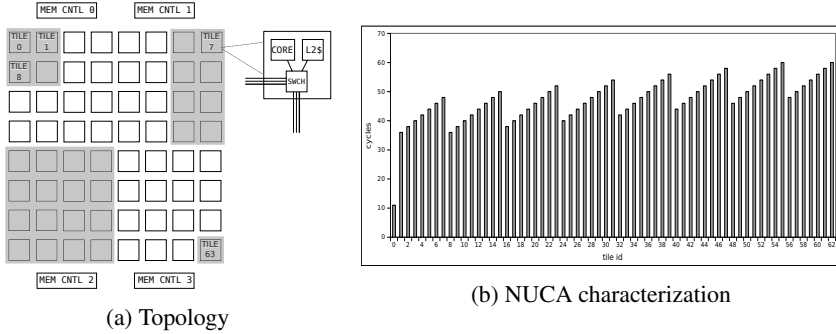 MEM CNTL 0
MEM CNTL 1
TILE
0
TILE
1
TILE
7
TILE
8
CORE
L2$
SWCH
TILE
63
MEM CNTL 2
MEM CNTL 3
(a) Topology
70
60
50
40
30
20
10
0
cycles
0 2 4 6 8 10 12 14 16 18 20 22 24 26 28 30 32 34 36 38 40 42 44 46 48 50 52 54 56 58 60 62
tile id
(b) NUCA characterization